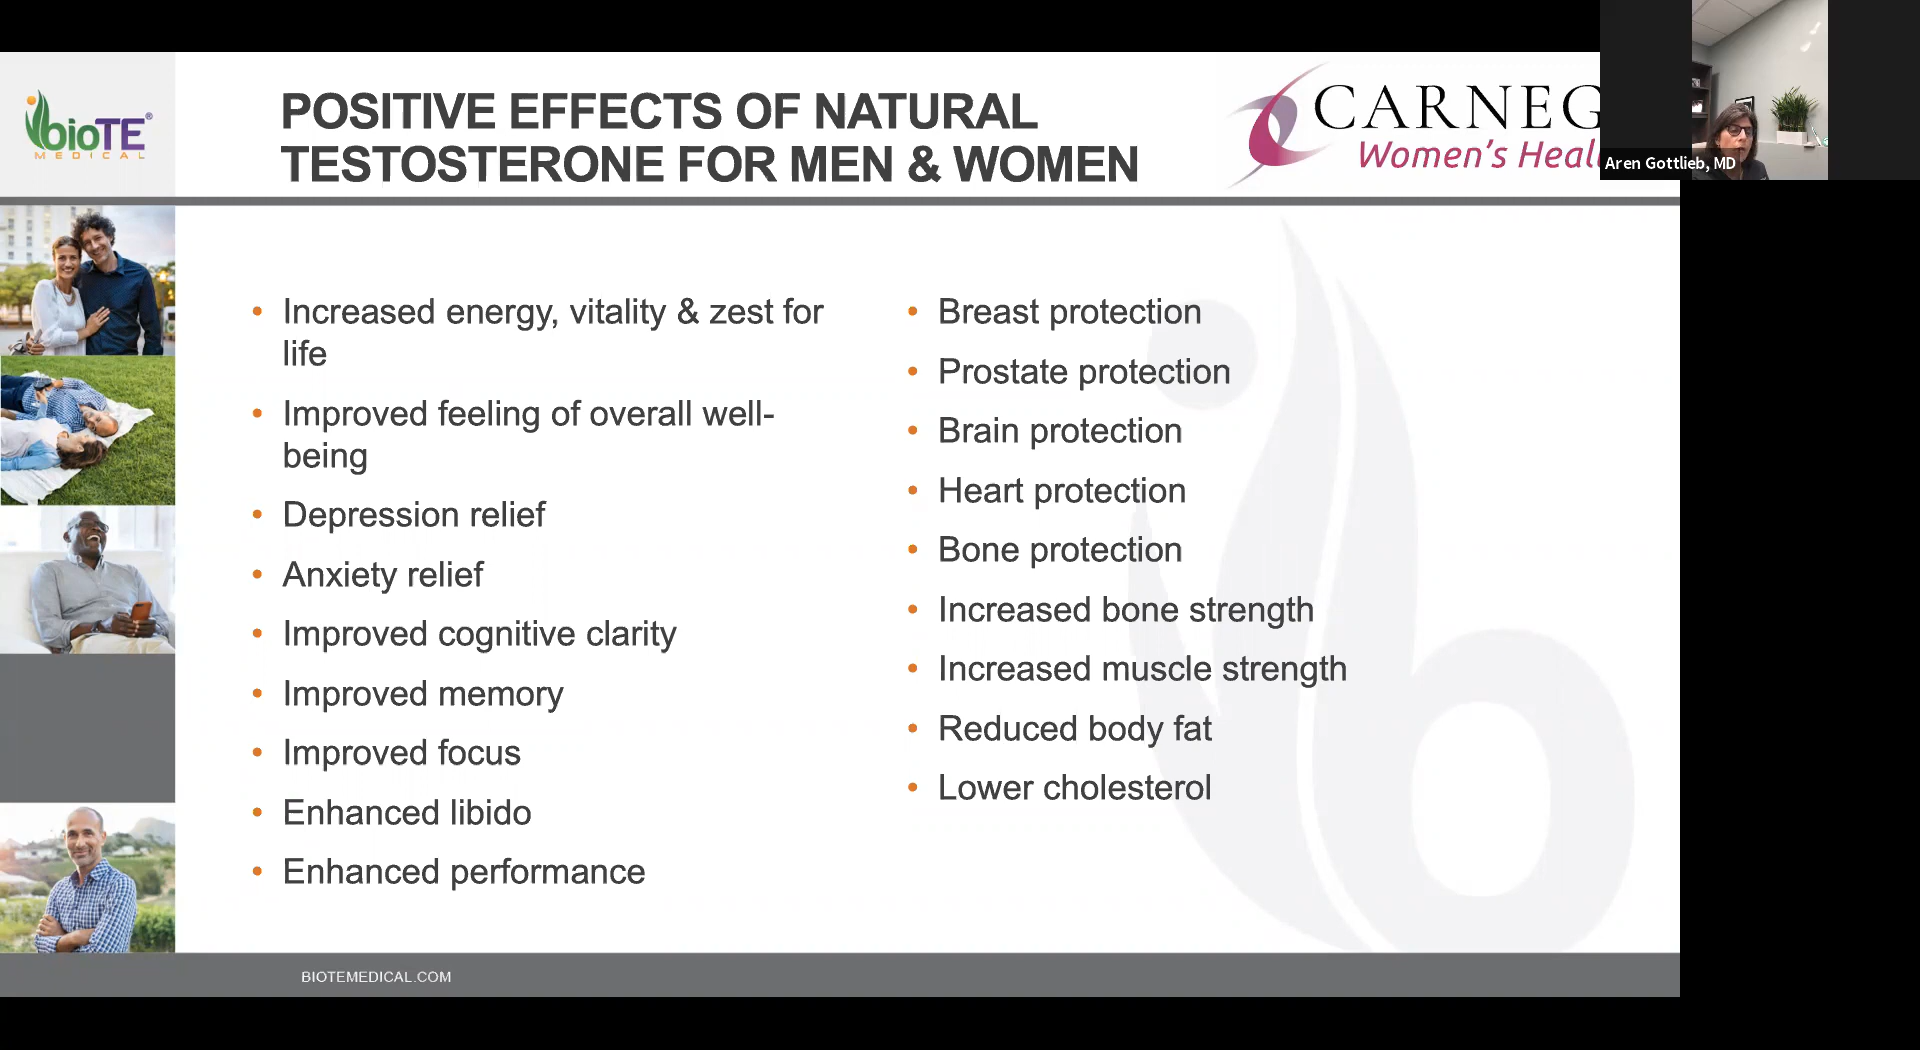 bioTE®
MEDICAL
POSITIVE EFFECTS OF NATURAL
TESTOSTERONE FOR MEN & WOMEN
CARNEG
Women's Heal
Aren Gottlieb, MD
• Increased energy, vitality & zest for
life
• Improved feeling of overall well-
being
• Depression relief
• Anxiety relief
• Improved cognitive clarity
• Improved memory
• Improved focus
• Enhanced libido
• Enhanced performance
• Breast protection
• Prostate protection
• Brain protection
• Heart protection
• Bone protection
• Increased bone strength
• Increased muscle strength
• Reduced body fat
• Lower cholesterol
BIOTEMEDICAL.COM